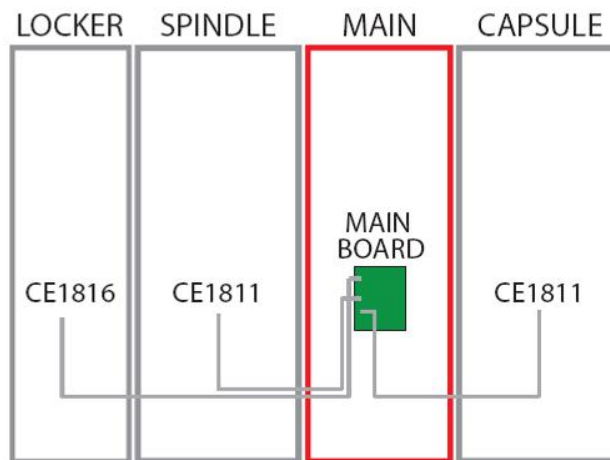 LOCKER SPINDLE MAIN CAPSULE
MAIN
BOARD
CE1816 CE1811 CE1811